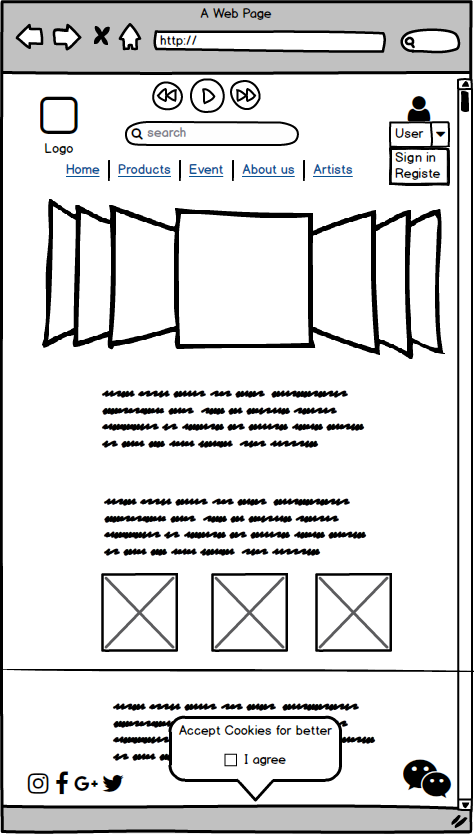 A Web Page
http://
search
Logo
User
Sign in
Registe
Home Products Event About us Artists
Accept Cookies for better
I agree
G+